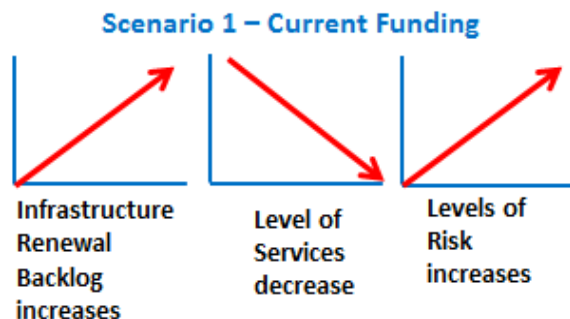 Scenario 1 – Current Funding
Infrastructure
Renewal
Backlog
increases
Level of
Services
decrease
Levels of
Risk
increases